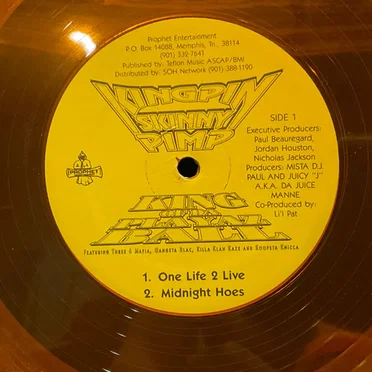 Prophet Entertainment
P.O. Box 14088, Memphis, Tn., 38114
(901) 332-7641
Published by: Teflon Music ASCAP/BMI
Distributed by: SOH Network (901)-388-1190
KINGPIN
SKINNY
PIMP
SIDE 1
Executive Producers:
Paul Beauregard,
Jordan Houston,
Nicholas Jackson
Producers: MISTA D.J.
PAUL AND JUICY "J"
A.K.A. DA JUICE
MANNE
Co-Produced by:
Li'l Pat
PROPHET
KING
OF DA
PLAYAZ
BALL
FEATURING THREE 6 MAFIA, GANGSTA BLAC, KILLA KLAN KAZE AND KOOPSTA KNICCA
1. One Life 2 Live
2. Midnight Hoes